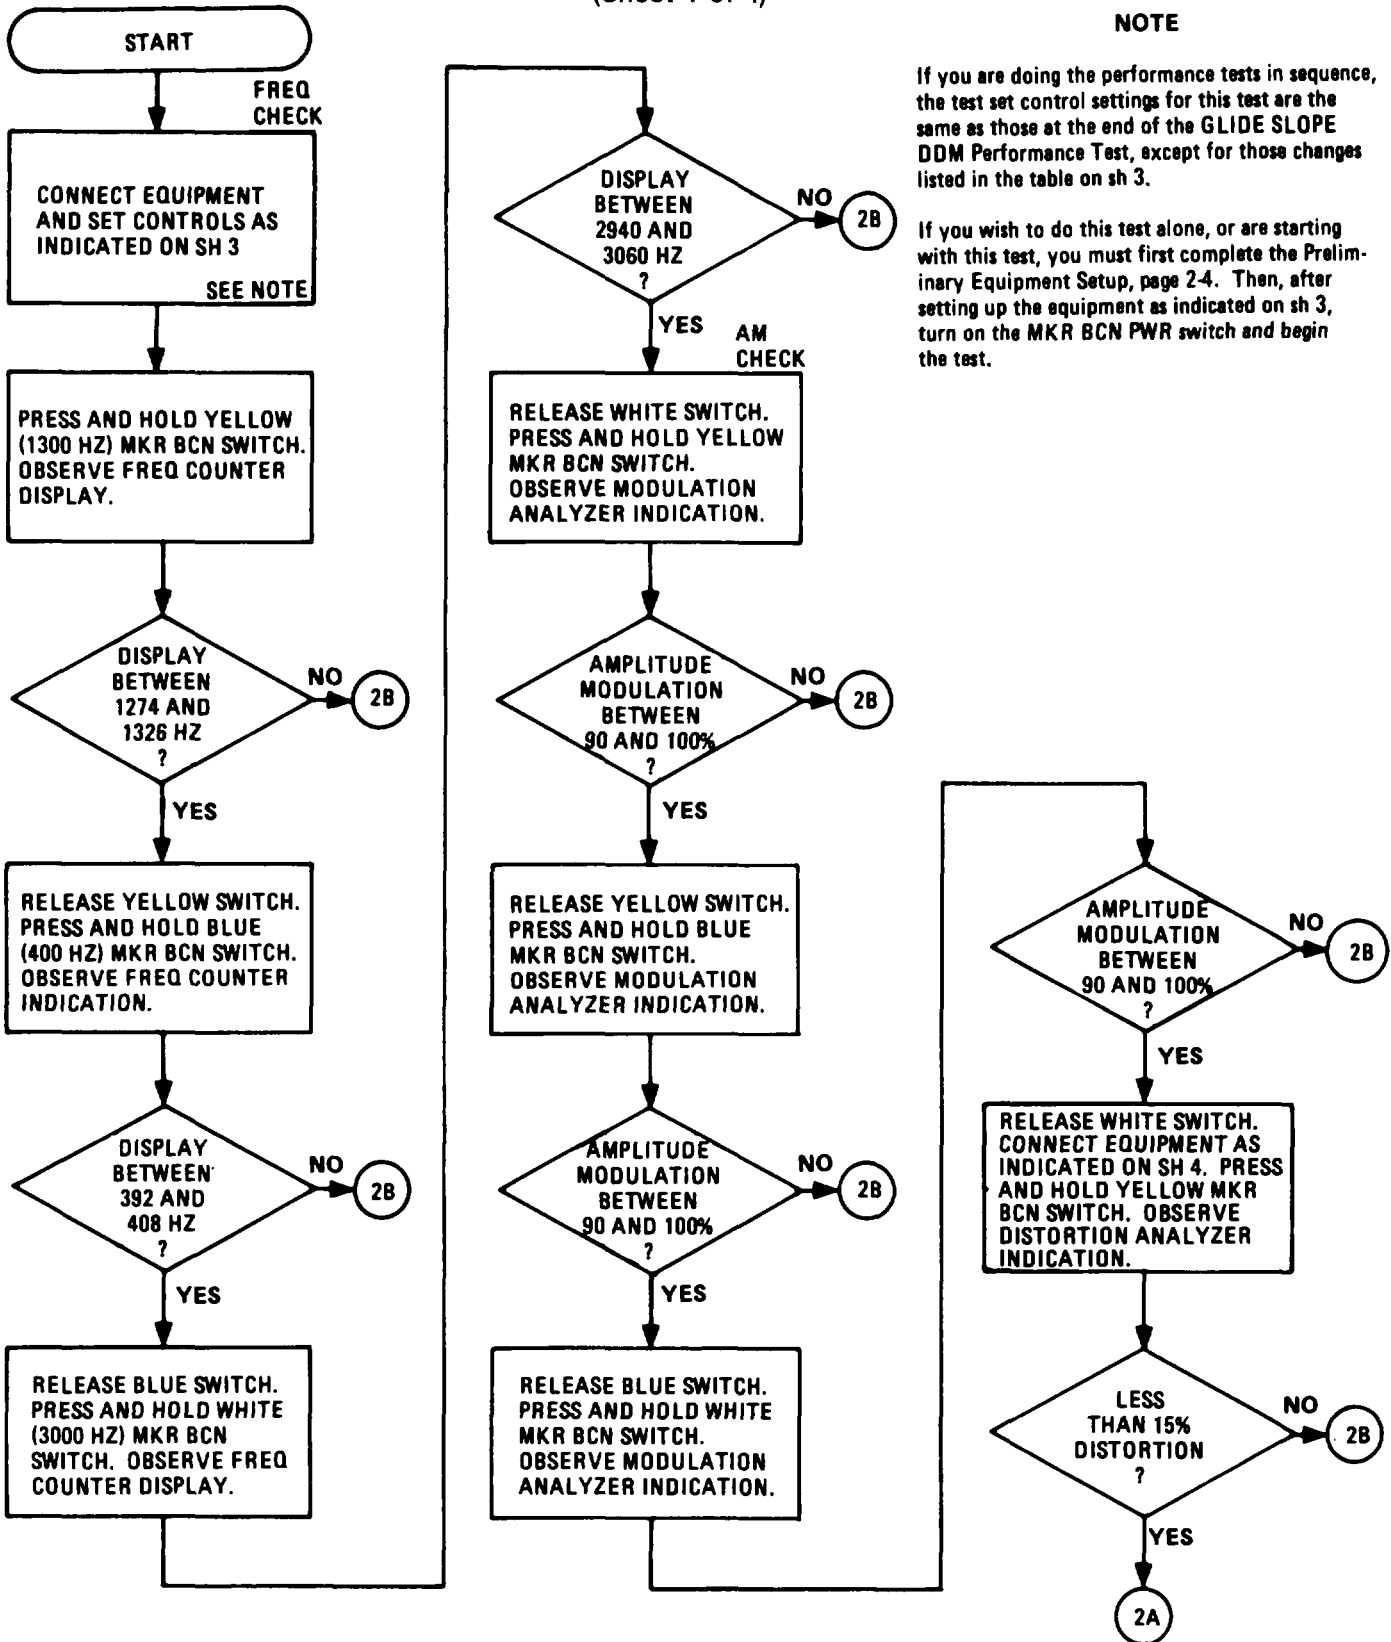 (Sheet 1 of 4)
START
FREQ
CHECK
CONNECT EQUIPMENT
AND SET CONTROLS AS
INDICATED ON SH 3
SEE NOTE
PRESS AND HOLD YELLOW
(1300 HZ) MKR BCN SWITCH.
OBSERVE FREQ COUNTER
DISPLAY.
DISPLAY
BETWEEN
1274 AND
1326 HZ
?
NO
2B
YES
RELEASE YELLOW SWITCH.
PRESS AND HOLD BLUE
(400 HZ) MKR BCN SWITCH.
OBSERVE FREQ COUNTER
INDICATION.
DISPLAY
BETWEEN
392 AND
408 HZ
?
NO
2B
YES
RELEASE BLUE SWITCH.
PRESS AND HOLD WHITE
(3000 HZ) MKR BCN
SWITCH. OBSERVE FREQ
COUNTER DISPLAY.
DISPLAY
BETWEEN
2940 AND
3060 HZ
?
NO
2B
YES
AM
CHECK
RELEASE WHITE SWITCH.
PRESS AND HOLD YELLOW
MKR BCN SWITCH.
OBSERVE MODULATION
ANALYZER INDICATION.
AMPLITUDE
MODULATION
BETWEEN
90 AND 100%
?
NO
2B
YES
RELEASE YELLOW SWITCH.
PRESS AND HOLD BLUE
MKR BCN SWITCH.
OBSERVE MODULATION
ANALYZER INDICATION.
AMPLITUDE
MODULATION
BETWEEN
90 AND 100%
?
NO
2B
YES
RELEASE BLUE SWITCH.
PRESS AND HOLD WHITE
MKR BCN SWITCH.
OBSERVE MODULATION
ANALYZER INDICATION.
NOTE
If you are doing the performance tests in sequence,
the test set control settings for this test are the
same as those at the end of the GLIDE SLOPE
DDM Performance Test, except for those changes
listed in the table on sh 3.
If you wish to do this test alone, or are starting
with this test, you must first complete the Prelim-
inary Equipment Setup, page 2-4. Then, after
setting up the equipment as indicated on sh 3,
turn on the MKR BCN PWR switch and begin
the test.
AMPLITUDE
MODULATION
BETWEEN
90 AND 100%
?
NO
2B
YES
RELEASE WHITE SWITCH.
CONNECT EQUIPMENT AS
INDICATED ON SH 4. PRESS
AND HOLD YELLOW MKR
BCN SWITCH. OBSERVE
DISTORTION ANALYZER
INDICATION.
LESS
THAN 15%
DISTORTION
?
NO
2B
YES
2A